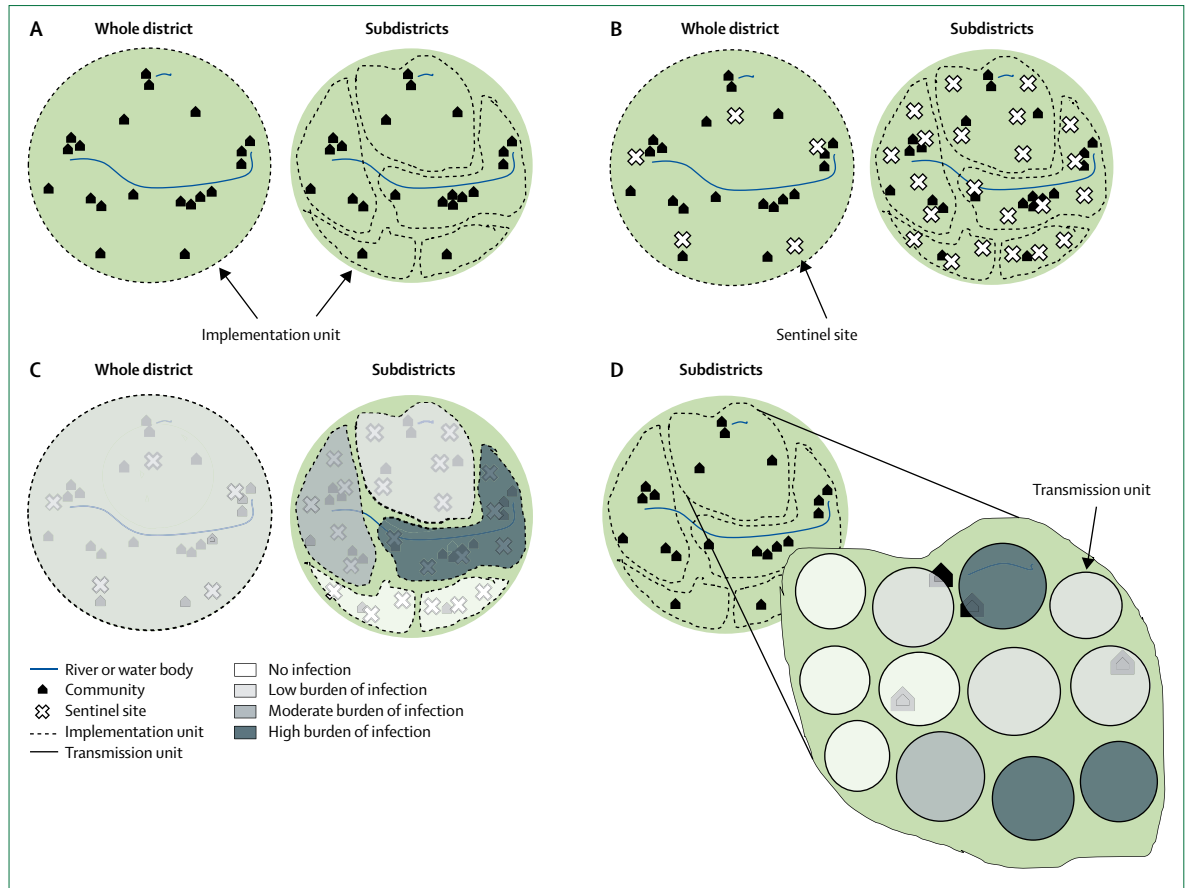 A
Whole district
Subdistricts
Implementation unit
B
Whole district
Subdistricts
Sentinel site
C
Whole district
Subdistricts
D
Subdistricts
Transmission unit
River or water body
Community
Sentinel site
Implementation unit
Transmission unit
No infection
Low burden of infection
Moderate burden of infection
High burden of infection